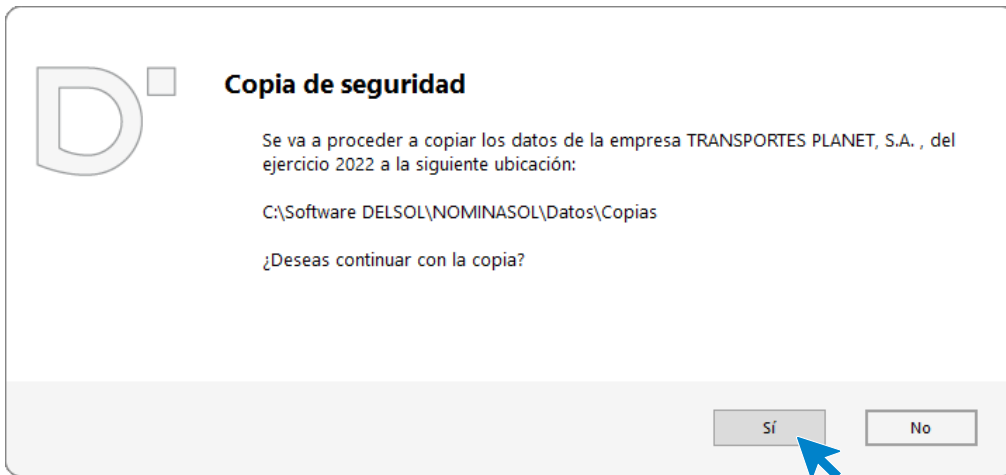 Copia de seguridad
Se va a proceder a copiar los datos de la empresa TRANSPORTES PLANET, S.A. , del
ejercicio 2022 a la siguiente ubicación:
C:\Software DELSOL\NOMINASOL\Datos\Copias
¿Deseas continuar con la copia?
Sí No